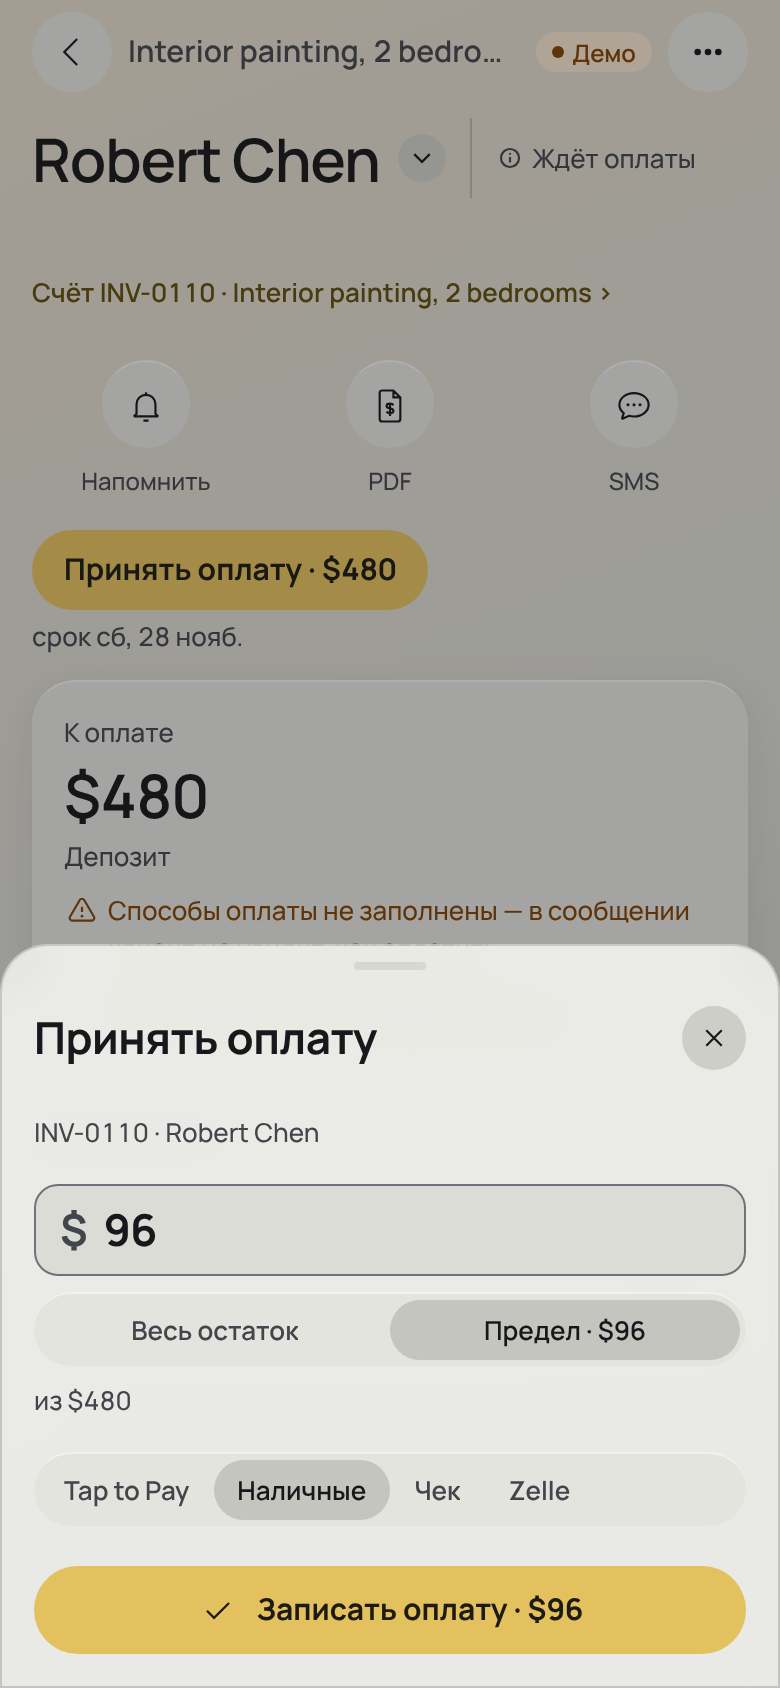 Interior painting, 2 bedro...
Демо
Robert Chen
Ждёт оплаты
Счёт INV-0110 · Interior painting, 2 bedrooms ›
Напомнить
PDF
SMS
Принять оплату · $480
срок сб, 28 нояб.
К оплате
$480
Депозит
Способы оплаты не заполнены — в сообщении
Принять оплату
INV-0110 · Robert Chen
$ 96
Весь остаток
Предел · $96
из $480
Tap to Pay
Наличные
Чек
Zelle
Записать оплату · $96